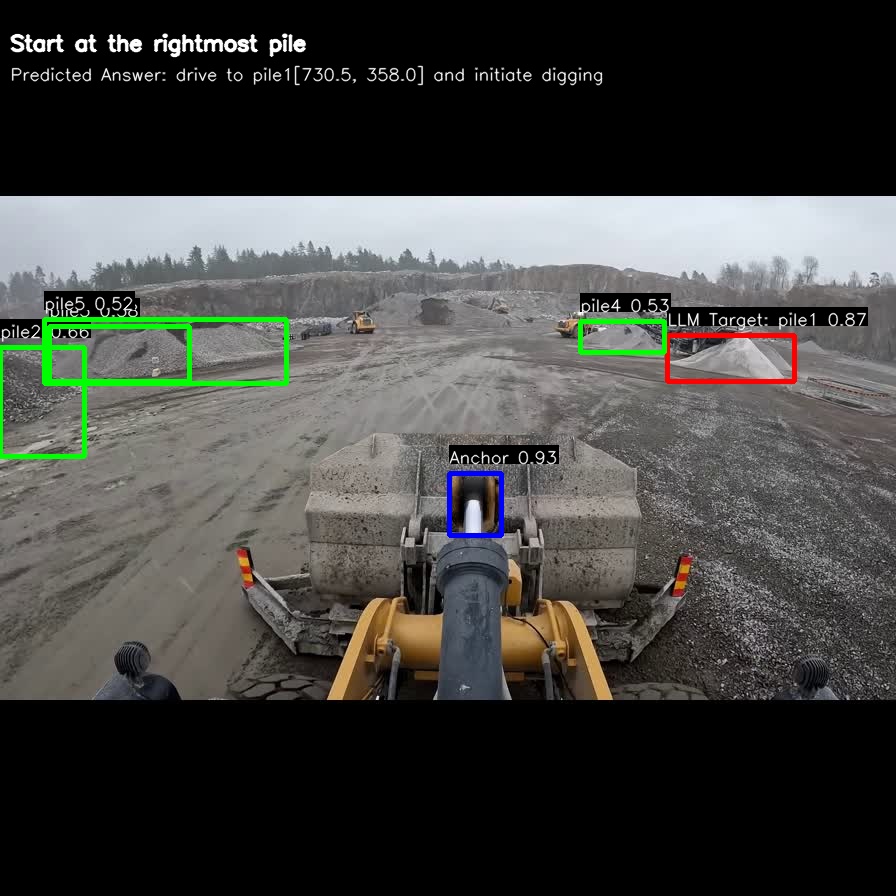 Start at the rightmost pile
Predicted Answer: drive to pile1[730.5, 358.0] and initiate digging
pile5 0.52
pile4 0.53
LLM Target: pile1 0.87
pile2 0.66
Anchor 0.93